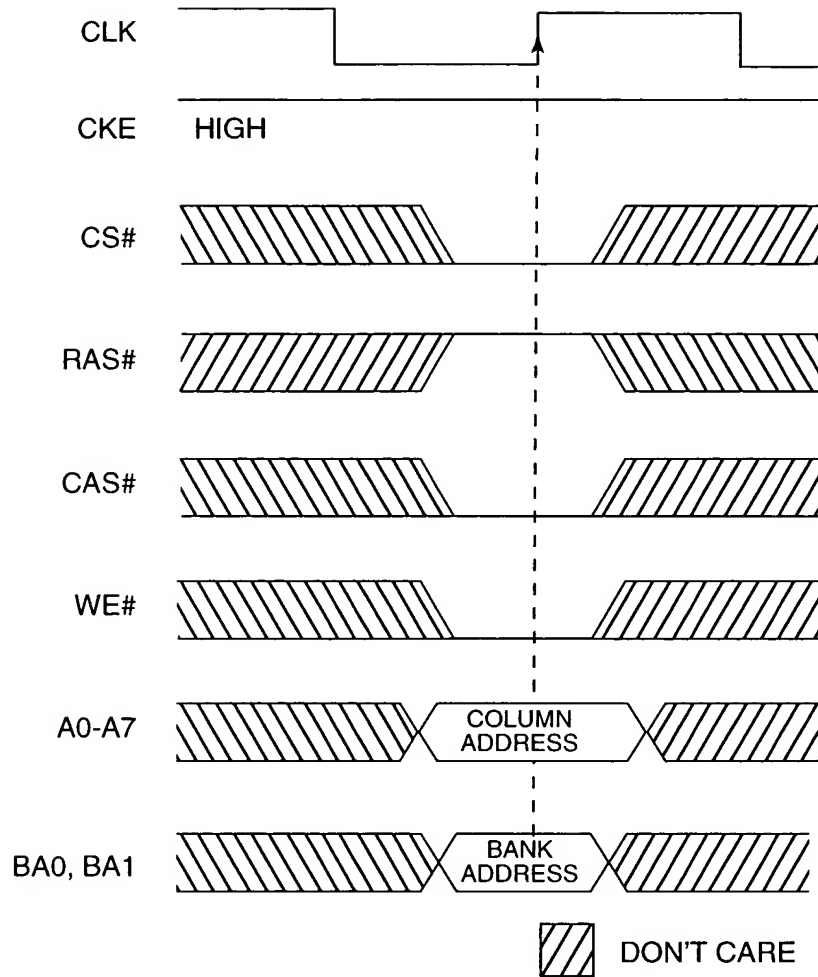 CLK
CKE HIGH
CS#
RAS#
CAS#
WE#
A0-A7 COLUMN
ADDRESS
BA0, BA1 BANK
ADDRESS
DON'T CARE